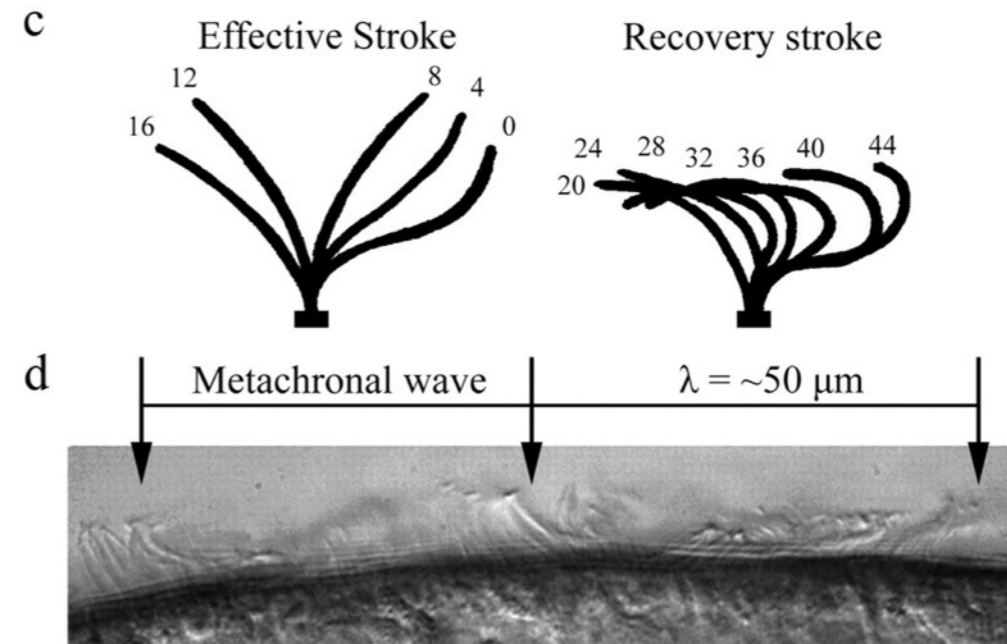 c
Effective Stroke
Recovery stroke
12
8
4
16
0
24
28
32
36
40
44
20
d
Metachronal wave
λ = ~50 μm